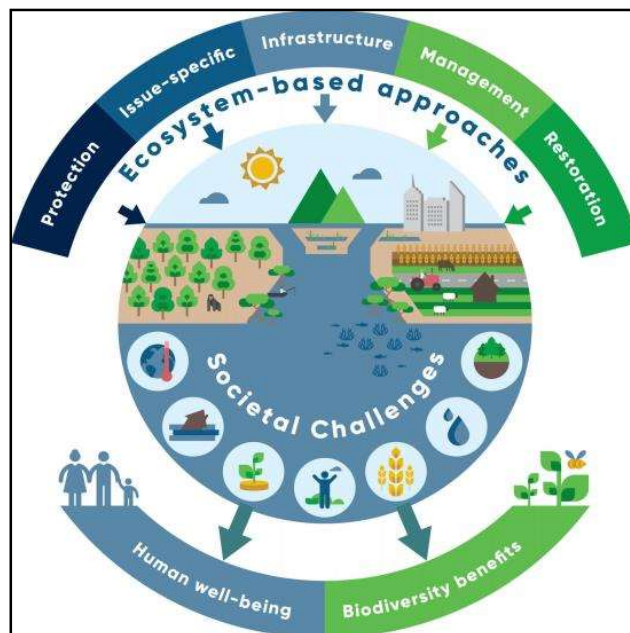 Protection
Issue-specific
Infrastructure
Management
Restoration
Ecosystem-based approaches
Societal Challenges
Human well-being
Biodiversity benefits